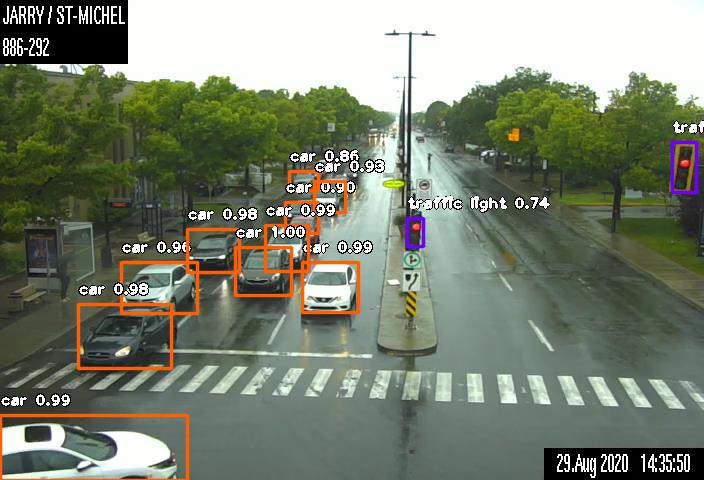 JARRY / ST-MICHEL
886-292
traf
car 0.86
car 0.93
car 0.90
traffic light 0.74
car 0.98
car 0.99
car 1.00
car 0.96
car 0.99
car 0.98
car 0.99
29.Aug 2020 14:35:50